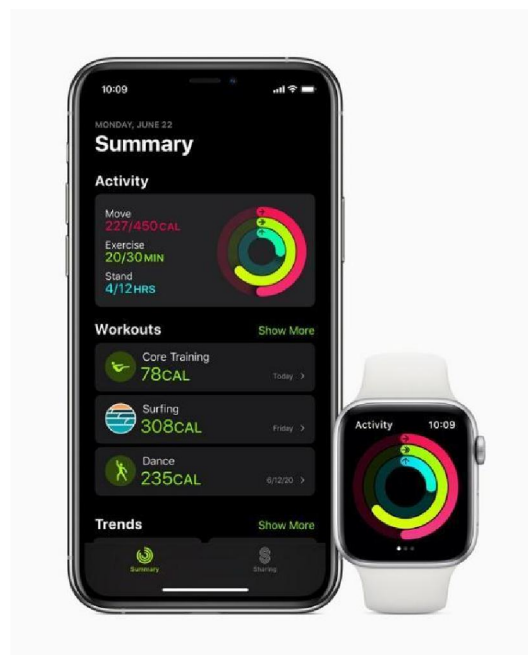 10:09
MONDAY, JUNE 22
Summary
Activity
Move
227/450CAL
Exercise
20/30MIN
Stand
4/12HRS
Workouts Show More
Core Training
78CAL
Today
Surfing
308CAL
Friday
Dance
235CAL
6/12/20
Trends Show More
Summary Sharing
Activity 10:09